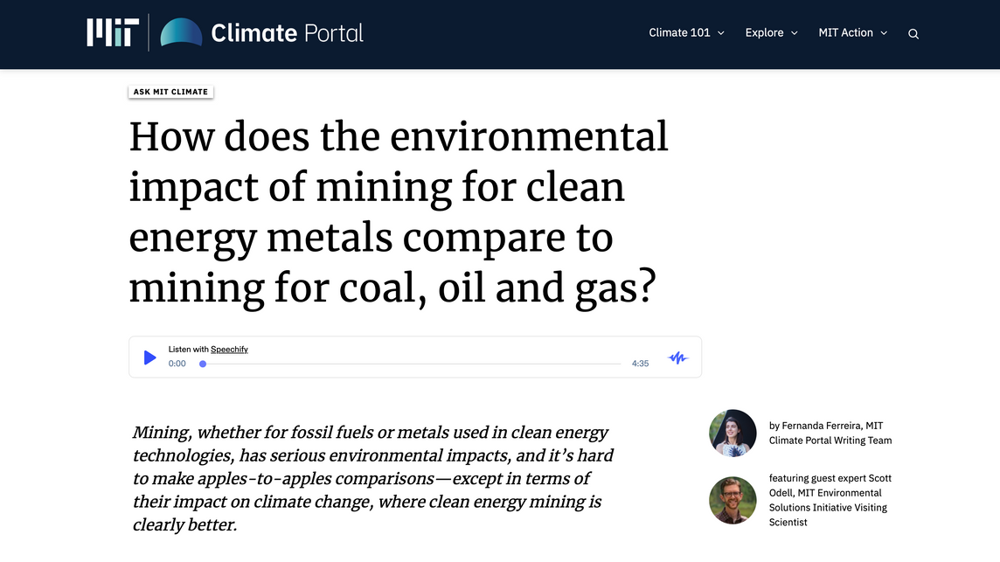 MIT Climate Portal
Climate 101
Explore
MIT Action
ASK MIT CLIMATE
How does the environmental
impact of mining for clean
energy metals compare to
mining for coal, oil and gas?
Listen with Speechify
0:00
4:35
Mining, whether for fossil fuels or metals used in clean energy
technologies, has serious environmental impacts, and it’s hard
to make apples-to-apples comparisons—except in terms of
their impact on climate change, where clean energy mining is
clearly better.
by Fernanda Ferreira, MIT
Climate Portal Writing Team
featuring guest expert Scott
Odell, MIT Environmental
Solutions Initiative Visiting
Scientist